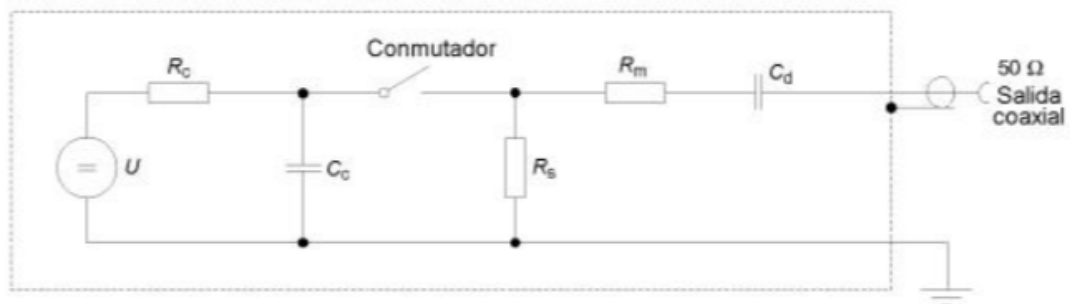 Conmutador
Rc
Rm
Cd
50 Ω
Salida
coaxial
U
Cc
Rs